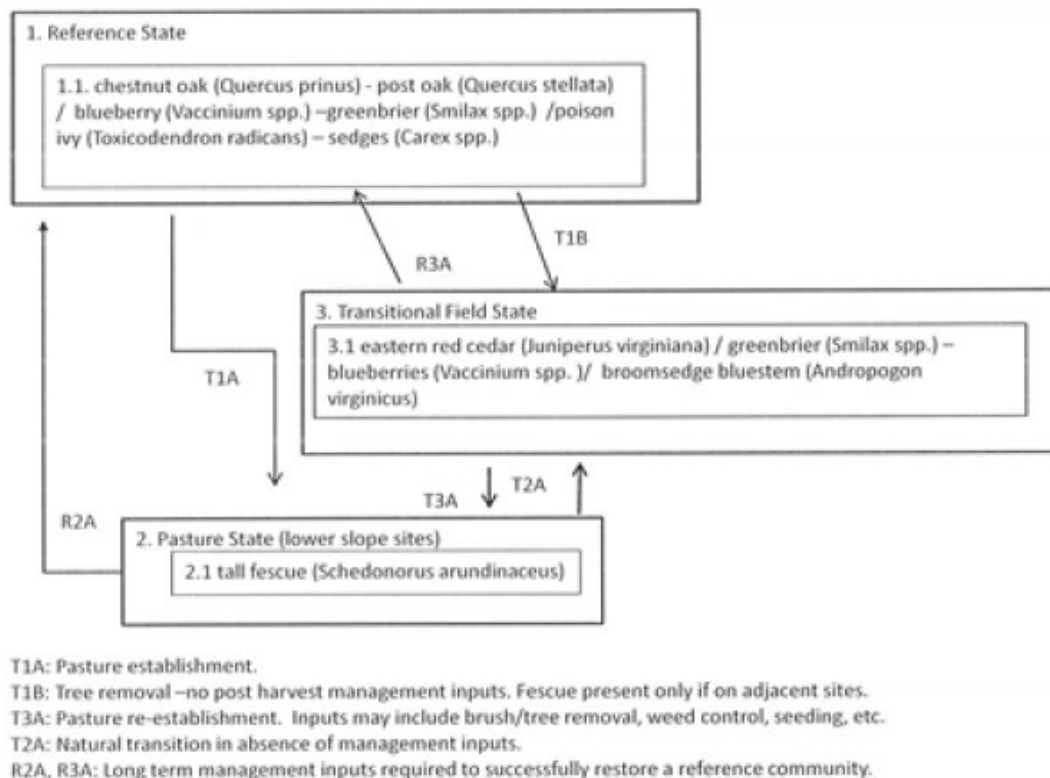 1. Reference State
1.1. chestnut oak (Quercus prinus) - post oak (Quercus stellata)
/ blueberry (Vaccinium spp.) –greenbrier (Smilax spp.) /poison
ivy (Toxicodendron radicans) – sedges (Carex spp.)
T1B
R3A
3. Transitional Field State
3.1 eastern red cedar (Juniperus virginiana) / greenbrier (Smilax spp.) –
blueberries (Vaccinium spp. )/ broomsedge bluestem (Andropogon
virginicus)
T1A
T2A
T3A
R2A
2. Pasture State (lower slope sites)
2.1 tall fescue (Schedonorus arundinaceus)
T1A: Pasture establishment.
T1B: Tree removal –no post harvest management inputs. Fescue present only if on adjacent sites.
T3A: Pasture re-establishment. Inputs may include brush/tree removal, weed control, seeding, etc.
T2A: Natural transition in absence of management inputs.
R2A, R3A: Long term management inputs required to successfully restore a reference community.